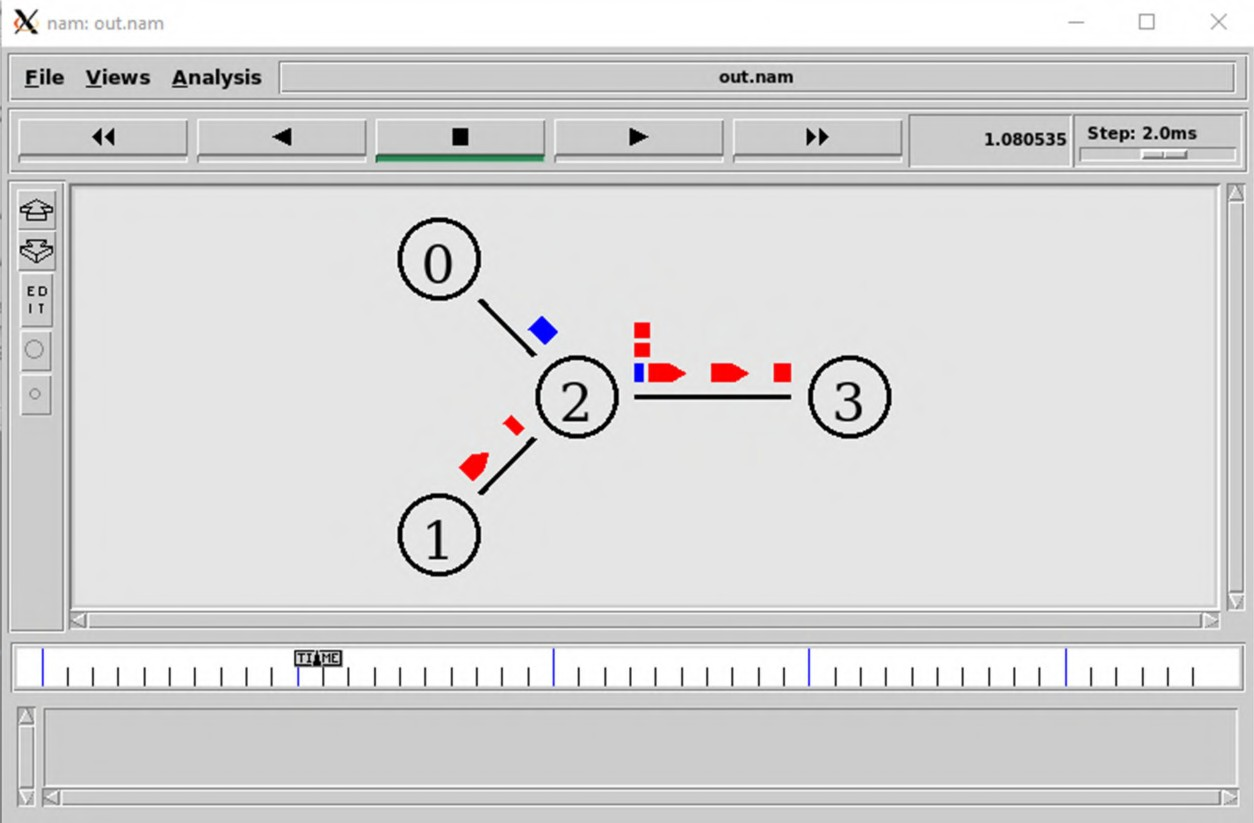 nam: out.nam
File Views Analysis out.nam
1.080535 Step: 2.0ms
ED
IT
0
2 3
1
TIME